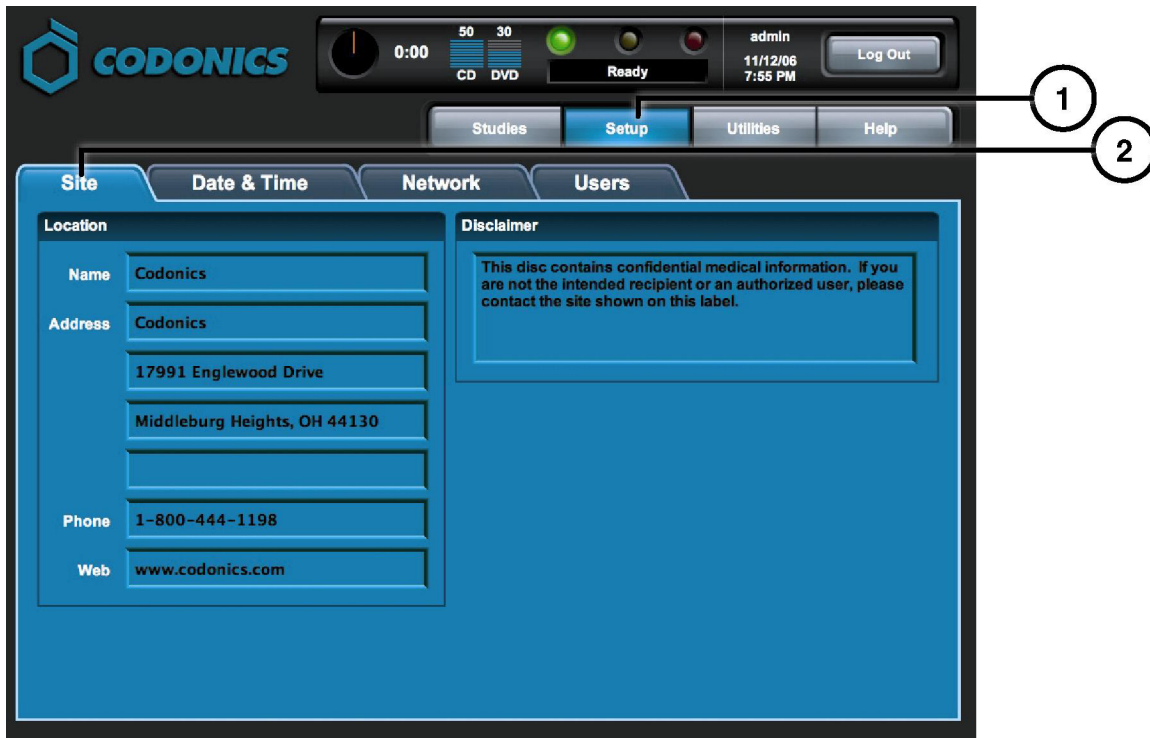 CODONICS
0:00
50 30
CD DVD
Ready
admin
11/12/06
7:55 PM
Log Out
1
Studies Setup Utilities Help
2
Site Date & Time Network Users
Location
Name Codonics
Address Codonics
17991 Englewood Drive
Middleburg Heights, OH 44130
Phone 1-800-444-1198
Web www.codonics.com
Disclaimer
This disc contains confidential medical information. If you
are not the intended recipient or an authorized user, please
contact the site shown on this label.